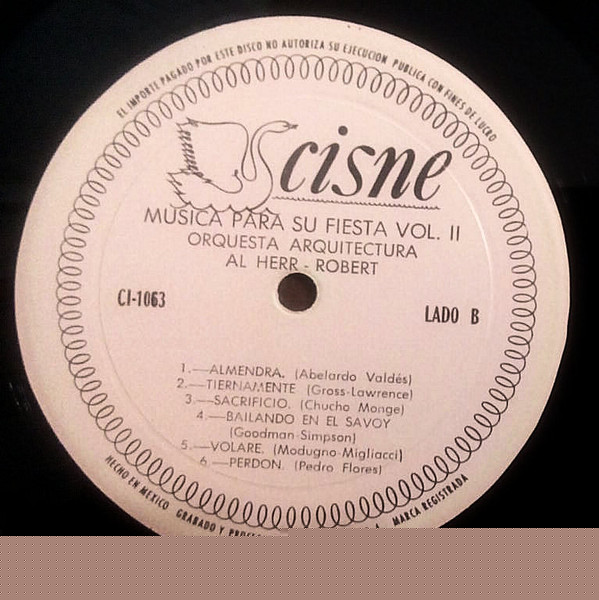 EL IMPORTE PAGADO POR ESTE DISCO NO AUTORIZA SU EJECUCION PUBLICA CON FINES DE LUCRO
cisne
MUSICA PARA SU FIESTA VOL. II
ORQUESTA ARQUITECTURA
AL HERR - ROBERT
CI-1063
LADO B
1.—ALMENDRA. (Abelardo Valdés)
2.—TIERNAMENTE (Gross-Lawrence)
3.—SACRIFICIO. (Chucho Monge)
4.—BAILANDO EN EL SAVOY
(Goodman-Simpson)
5.—VOLARE. (Modugno-Migliacci)
6.—PERDON. (Pedro Flores)
HECHO EN MEXICO GRABADO Y MARCA REGISTRADA